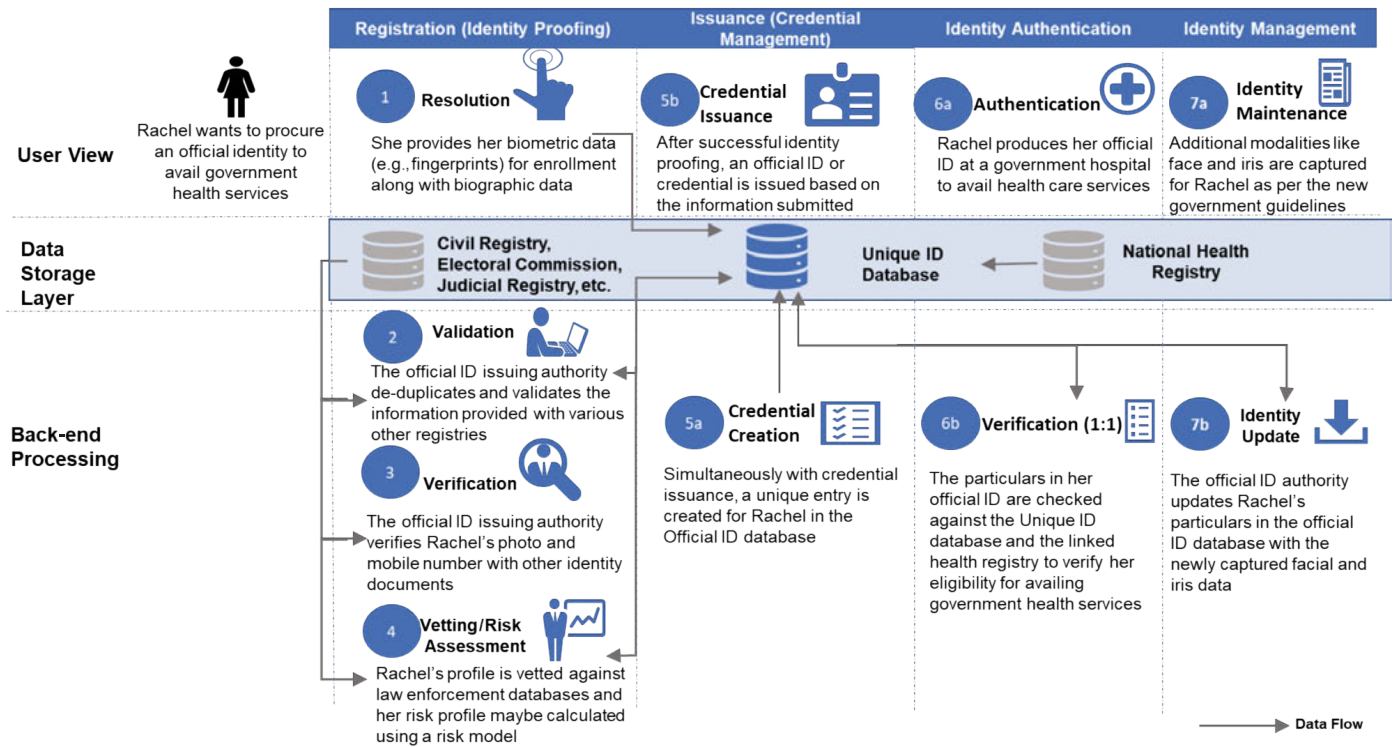 Registration (Identity Proofing)
Issuance (Credential
Management)
Identity Authentication
Identity Management
User View
Rachel wants to procure
an official identity to
avail government
health services
1
Resolution
She provides her biometric data
(e.g., fingerprints) for enrollment
along with biographic data
5b
Credential
Issuance
After successful identity
proofing, an official ID or
credential is issued based on
the information submitted
6a
Authentication
Rachel produces her official
ID at a government hospital
to avail health care services
7a
Identity
Maintenance
Additional modalities like
face and iris are captured
for Rachel as per the new
government guidelines
Data
Storage
Layer
Civil Registry,
Electoral Commission,
Judicial Registry, etc.
Unique ID
Database
National Health
Registry
Back-end
Processing
2
Validation
The official ID issuing authority
de-duplicates and validates the
information provided with various
other registries
3
Verification
The official ID issuing authority
verifies Rachel's photo and
mobile number with other identity
documents
4
Vetting/Risk
Assessment
Rachel's profile is vetted against
law enforcement databases and
her risk profile maybe calculated
using a risk model
5a
Credential
Creation
Simultaneously with credential
issuance, a unique entry is
created for Rachel in the
Official ID database
6b
Verification (1:1)
The particulars in her
official ID are checked
against the Unique ID
database and the linked
health registry to verify her
eligibility for availing
government health services
7b
Identity
Update
The official ID authority
updates Rachel's
particulars in the official
ID database with the
newly captured facial and
iris data
Data Flow